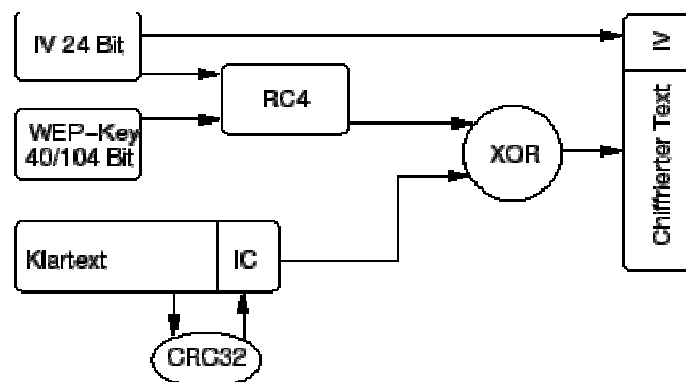 IV 24 Bit
IV
RC4
WEP-Key
40/104 Bit
XOR
Chiffrierter Text
Klartext
IC
CRC32